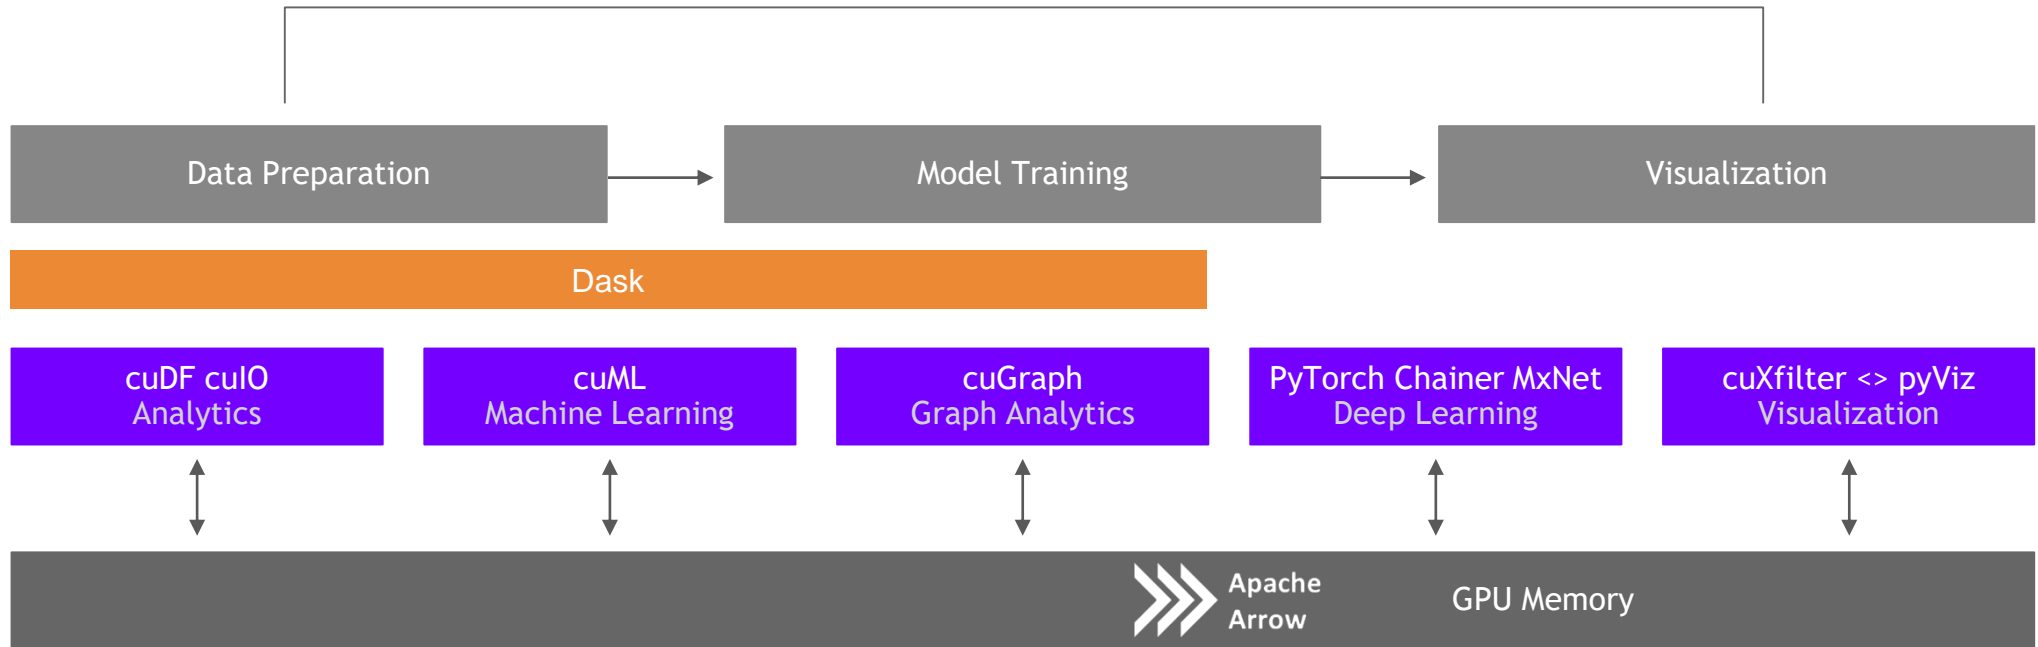 Data Preparation
Model Training
Visualization
Dask
cuDF cuIO
Analytics
cuML
Machine Learning
cuGraph
Graph Analytics
PyTorch Chainer MxNet
Deep Learning
cuXfilter <> pyViz
Visualization
Apache
Arrow
GPU Memory